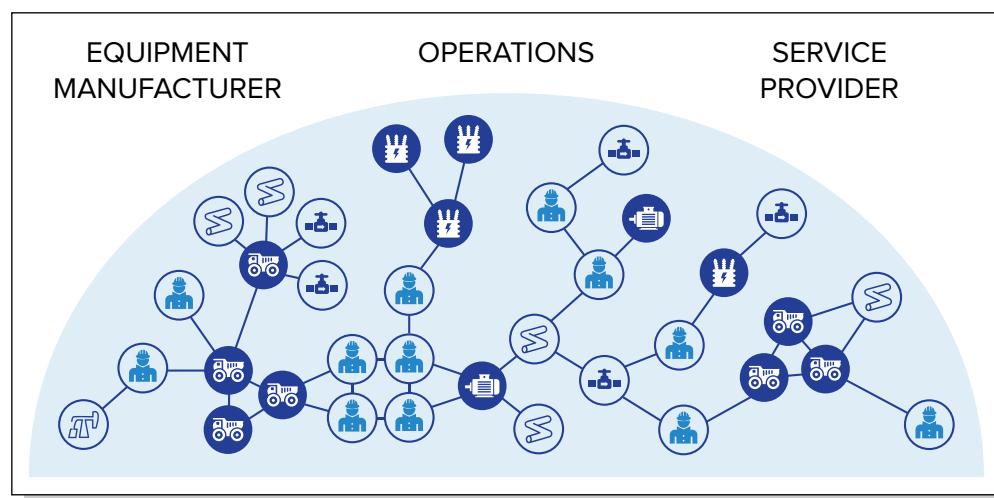 EQUIPMENT
MANUFACTURER
OPERATIONS
SERVICE
PROVIDER